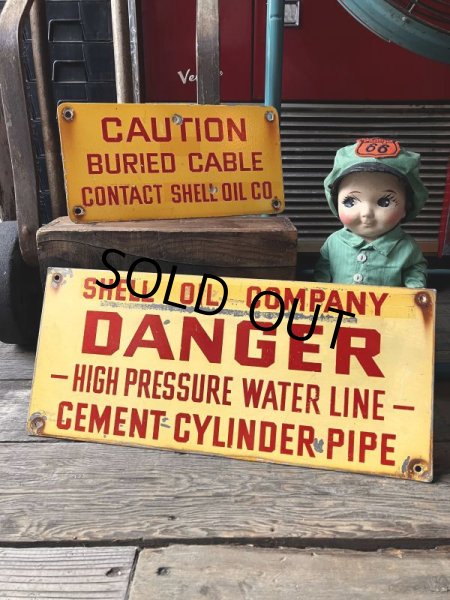 CAUTION
BURIED CABLE
CONTACT SHELL OIL CO.
66
SHELL OIL COMPANY
SOLD OUT
DANGER
— HIGH PRESSURE WATER LINE —
CEMENT-CYLINDER-PIPE